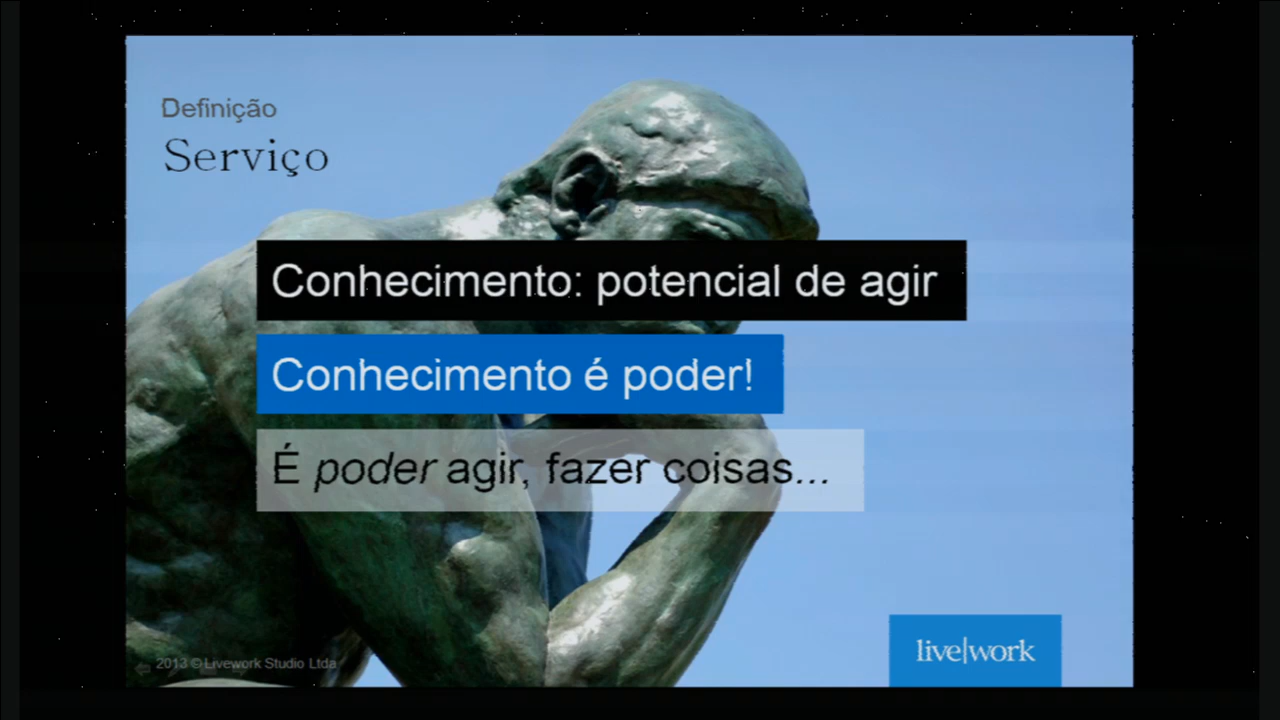 Definição
Serviço
Conhecimento: potencial de agir
Conhecimento é poder!
É poder agir, fazer coisas...
2013 © Livework Studio Ltda
live|work